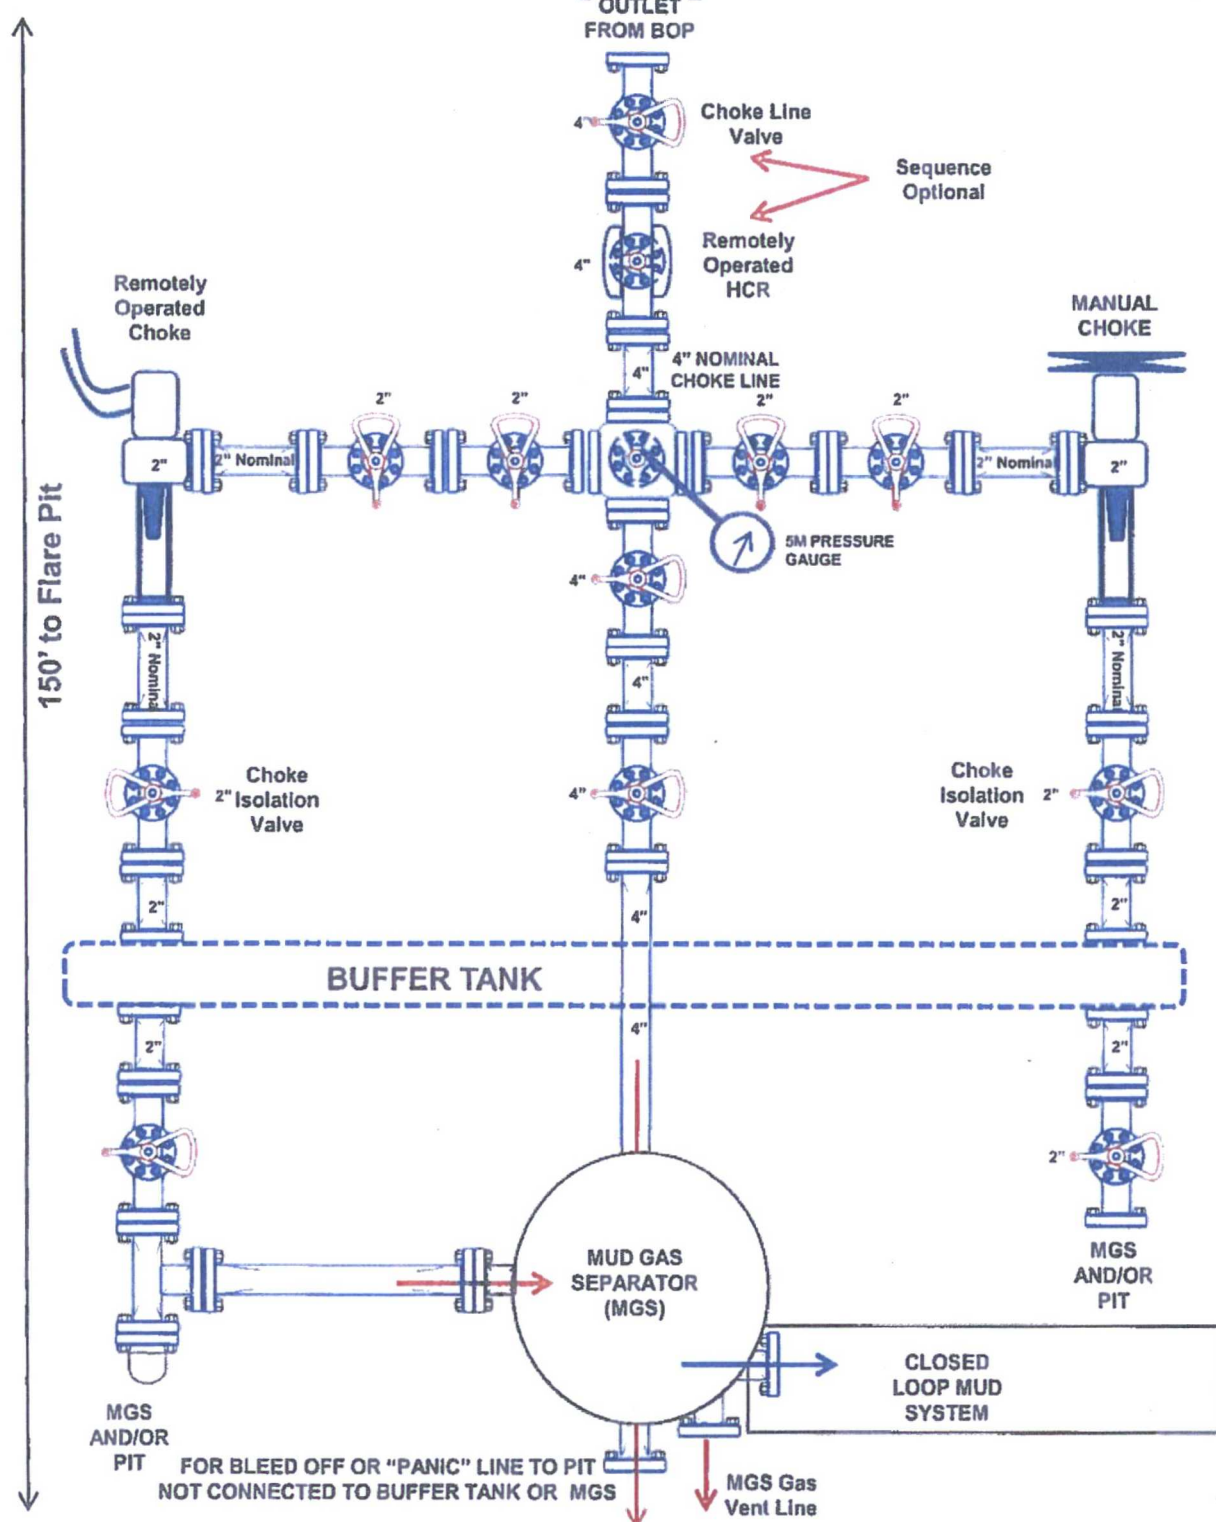 OUTLET
FROM BOP
4"
Choke Line
Valve
Sequence
Optional
4"
Remotely
Operated
HCR
Remotely
Operated
Choke
MANUAL
CHOKE
4"
4" NOMINAL
CHOKE LINE
2"
2"
2"
2"
2"
2" Nominal
2" Nominal
2"
5M PRESSURE
GAUGE
4"
150' to Flare Pit
2" Nominal
4"
2" Nominal
2"
Choke
Isolation
Valve
4"
Choke
Isolation
Valve
2"
2"
4"
2"
BUFFER TANK
2"
4"
2"
2"
MUD GAS
SEPARATOR
(MGS)
MGS
AND/OR
PIT
CLOSED
LOOP MUD
SYSTEM
MGS
AND/OR
PIT
FOR BLEED OFF OR "PANIC" LINE TO PIT
NOT CONNECTED TO BUFFER TANK OR MGS
MGS Gas
Vent Line